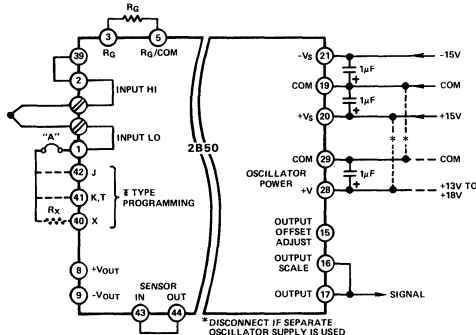 RG
3
5
RG
RG/COM
39
2
INPUT HI
INPUT LO
"A"
1
42 J
41 K,T
TYPE
PROGRAMMING
RX
40 X
8 +VOUT
9 -VOUT
SENSOR
IN OUT
43 44
2B50
-VS 21
-15V
1μF
+
COM 19
COM
1μF
+
+VS 20
+15V
* *
COM 29
COM
OSCILLATOR
POWER
1μF
+
+V 28
+13V TO
+18V
OUTPUT
OFFSET
ADJUST
15
OUTPUT
SCALE
16
OUTPUT 17
SIGNAL
* DISCONNECT IF SEPARATE
OSCILLATOR SUPPLY IS USED